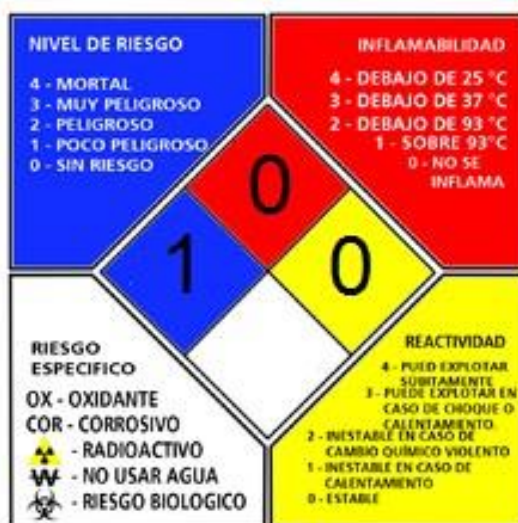 NIVEL DE RIESGO
4 - MORTAL
3 - MUY PELIGROSO
2 - PELIGROSO
1 - POCO PELIGROSO
0 - SIN RIESGO
INFLAMABILIDAD
4 - DEBAJO DE 25 °C
3 - DEBAJO DE 37 °C
2 - DEBAJO DE 93 °C
1 - SOBRE 93°C
0 - NO SE
INFLAMA
0
1
0
RIESGO
ESPECIFICO
OX - OXIDANTE
COR - CORROSIVO
- RADIOACTIVO
W - NO USAR AGUA
- RIESGO BIOLOGICO
REACTIVIDAD
4 - PUED EXPLOTAR
SÚBITAMENTE
3 - PUEDE EXPLOTAR EN
CASO DE CHOQUE O
CALENTAMIENTO
2 - INESTABLE EN CASO DE
CAMBIO QUÍMICO VIOLENTO
1 - INESTABLE EN CASO DE
CALENTAMIENTO
0 - ESTABLE